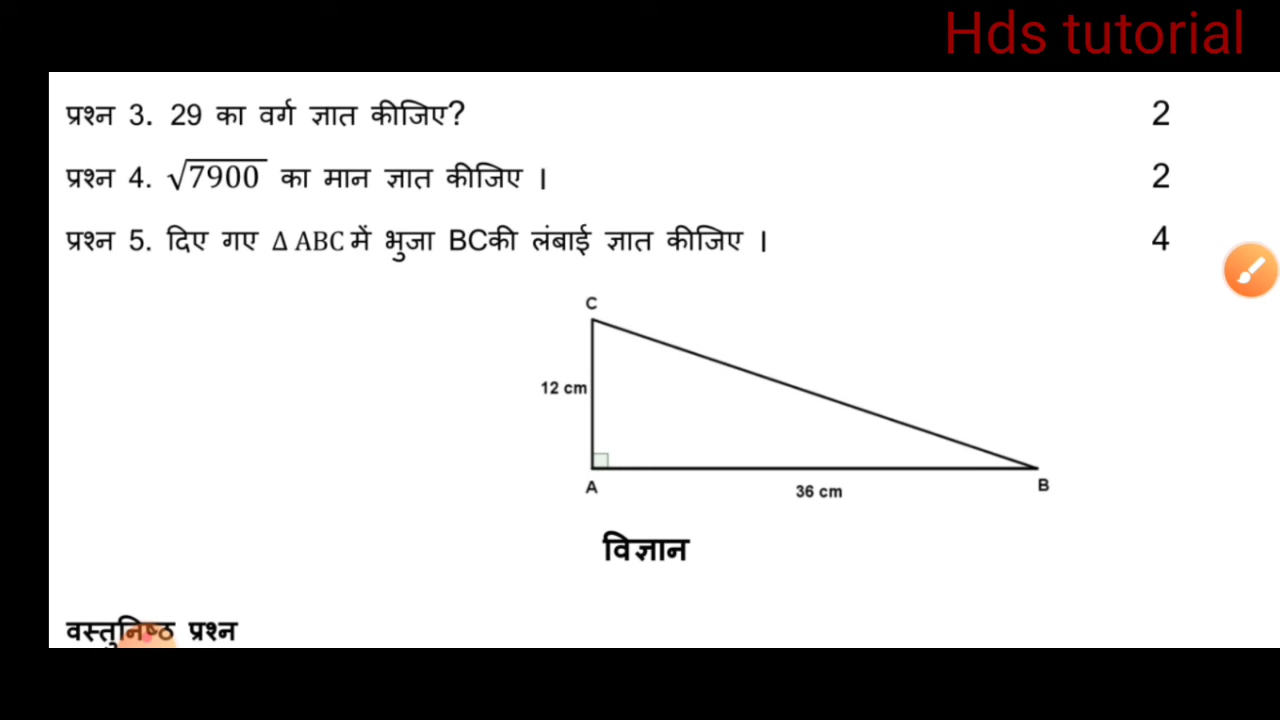 Hds tutorial
प्रश्न 3. 29 का वर्ग ज्ञात कीजिए? 2
प्रश्न 4. √7900 का मान ज्ञात कीजिए । 2
प्रश्न 5. दिए गए Δ ABC में भुजा BCकी लंबाई ज्ञात कीजिए । 4
C
12 cm
A
36 cm
B
विज्ञान
वस्तुनिष्ठ प्रश्न